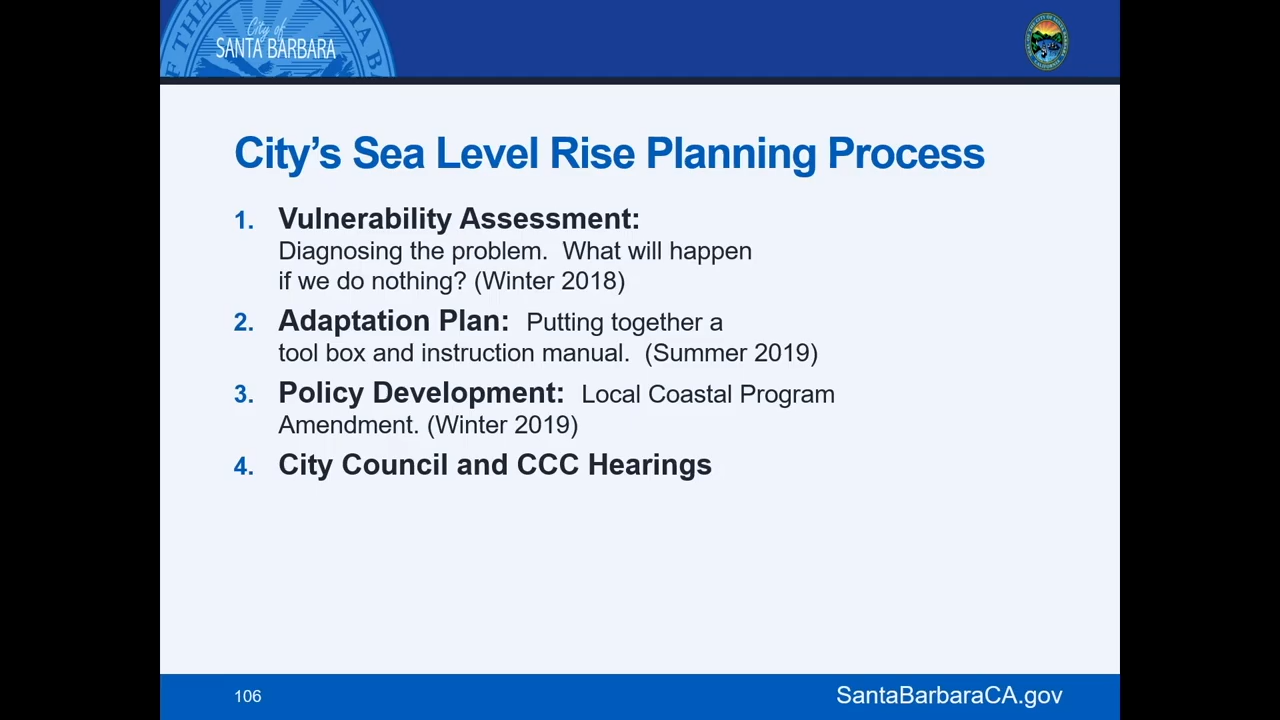 City of
SANTA BARBARA
City's Sea Level Rise Planning Process
1. Vulnerability Assessment:
Diagnosing the problem. What will happen
if we do nothing? (Winter 2018)
2. Adaptation Plan: Putting together a
tool box and instruction manual. (Summer 2019)
3. Policy Development: Local Coastal Program
Amendment. (Winter 2019)
4. City Council and CCC Hearings
106
SantaBarbaraCA.gov